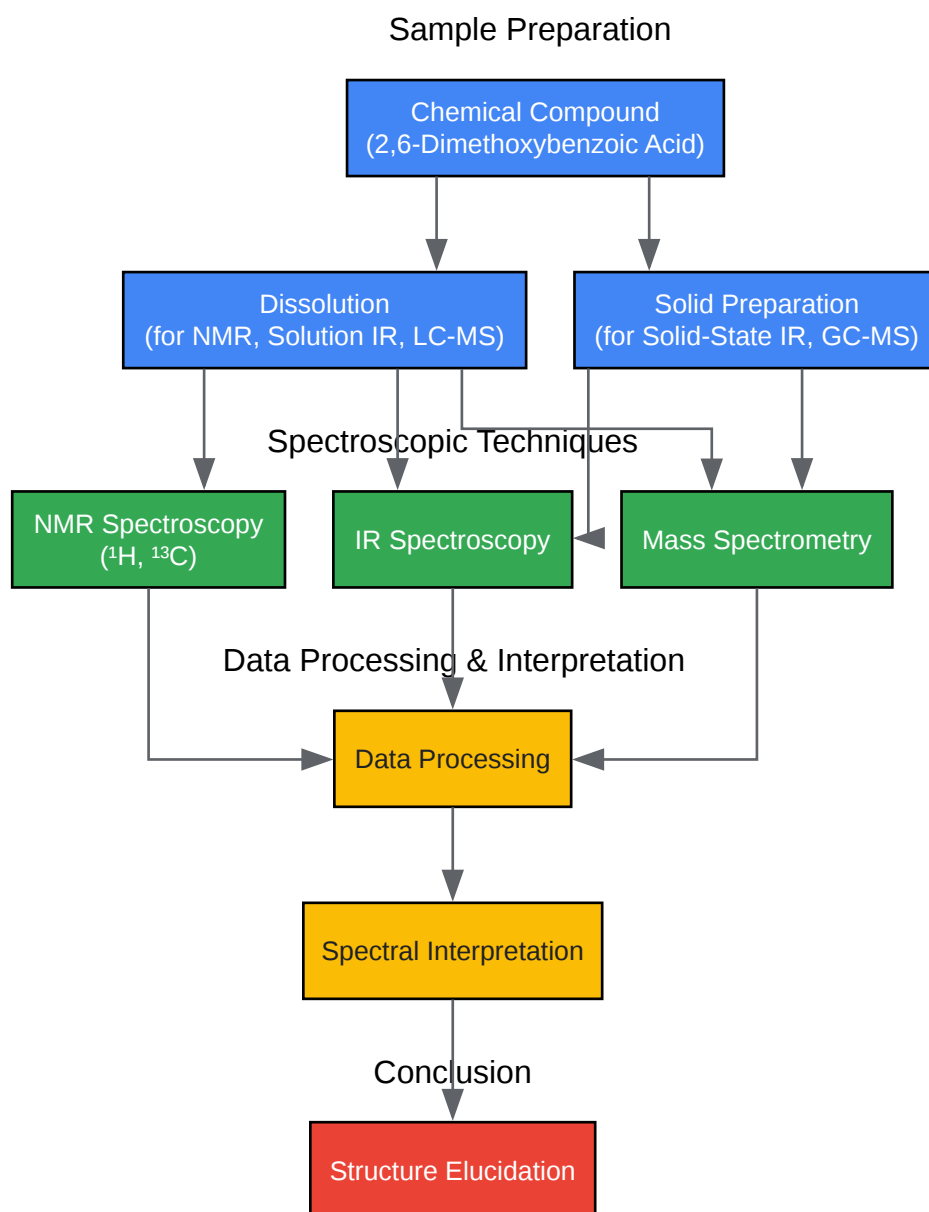 Sample Preparation
Chemical Compound
(2,6-Dimethoxybenzoic Acid)
Dissolution
(for NMR, Solution IR, LC-MS)
Solid Preparation
(for Solid-State IR, GC-MS)
Spectroscopic Techniques
NMR Spectroscopy
(¹H, ¹³C)
IR Spectroscopy
Mass Spectrometry
Data Processing & Interpretation
Data Processing
Spectral Interpretation
Conclusion
Structure Elucidation